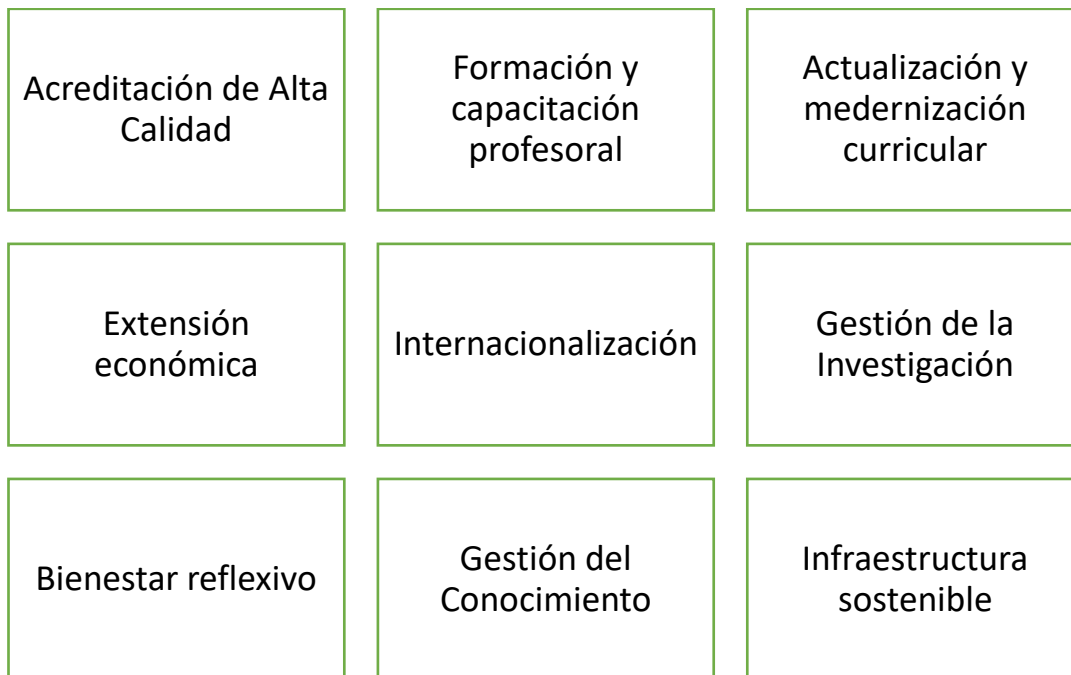 Acreditación de Alta
Calidad
Formación y
capacitación
profesoral
Actualización y
medernización
curricular
Extensión
económica
Internacionalización
Gestión de la
Investigación
Bienestar reflexivo
Gestión del
Conocimiento
Infraestructura
sostenible